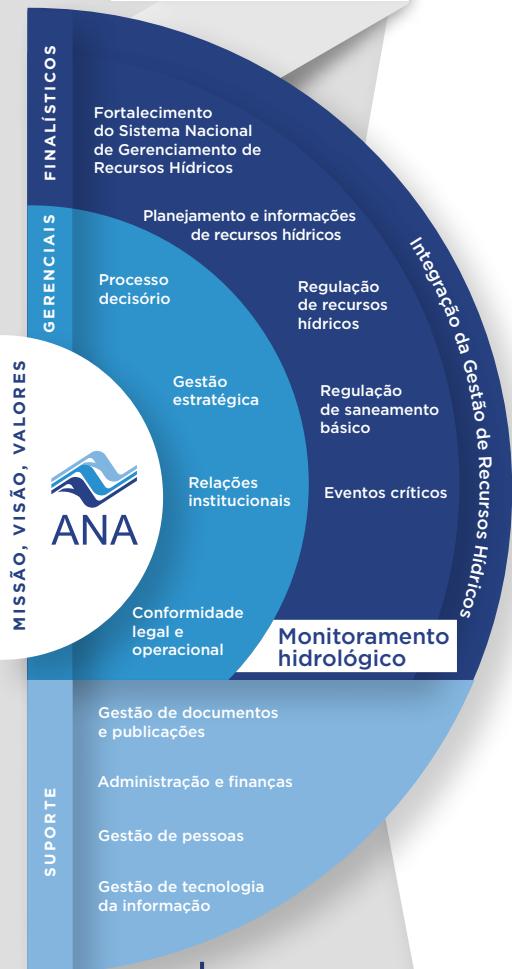 FINALÍSTICOS
Fortalecimento
do Sistema Nacional
de Gerenciamento de
Recursos Hídricos
Planejamento e informações
de recursos hídricos
Regulação
de recursos
hídricos
Regulação
de saneamento
básico
Eventos críticos
Monitoramento
hidrológico
Integração da Gestão de Recursos Hídricos
GERENCIAIS
Processo
decisório
Gestão
estratégica
Relações
institucionais
Conformidade
legal e
operacional
MISSÃO, VISÃO, VALORES
ANA
SUPORTE
Gestão de documentos
e publicações
Administração e finanças
Gestão de pessoas
Gestão de tecnologia
da informação